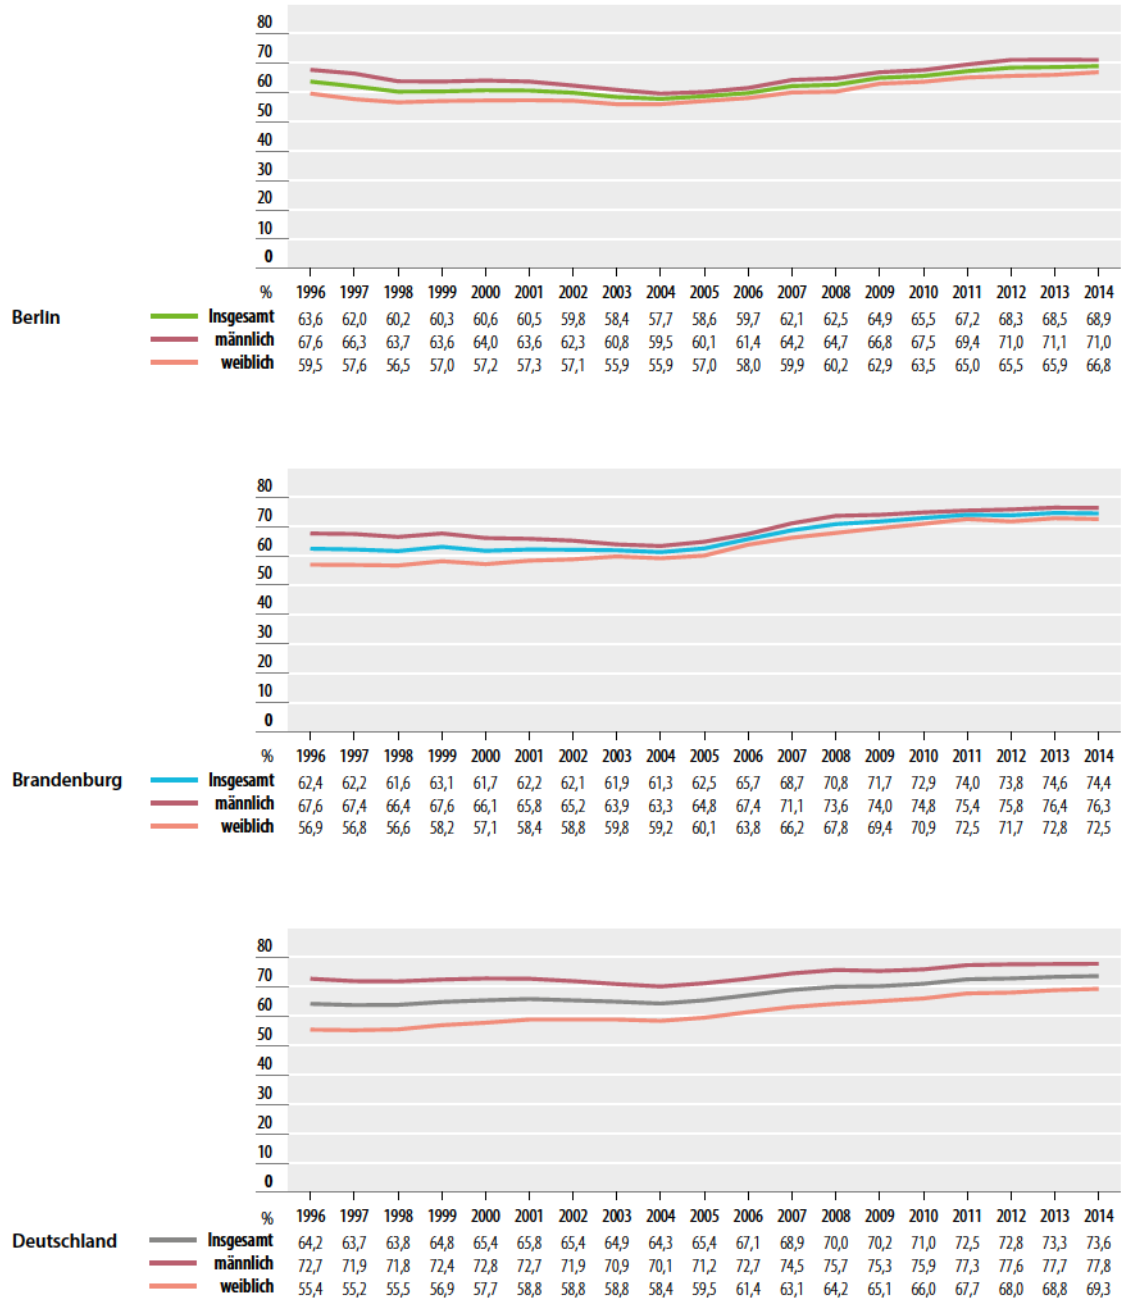 80
70
60
50
40
30
20
10
0
% 1996 1997 1998 1999 2000 2001 2002 2003 2004 2005 2006 2007 2008 2009 2010 2011 2012 2013 2014
Berlin Insgesamt 63,6 62,0 60,2 60,3 60,6 60,5 59,8 58,4 57,7 58,6 59,7 62,1 62,5 64,9 65,5 67,2 68,3 68,5 68,9
männlich 67,6 66,3 63,7 63,6 64,0 63,6 62,3 60,8 59,5 60,1 61,4 64,2 64,7 66,8 67,5 69,4 71,0 71,1 71,0
weiblich 59,5 57,6 56,5 57,0 57,2 57,3 57,1 55,9 55,9 57,0 58,0 59,9 60,2 62,9 63,5 65,0 65,5 65,9 66,8
80
70
60
50
40
30
20
10
0
% 1996 1997 1998 1999 2000 2001 2002 2003 2004 2005 2006 2007 2008 2009 2010 2011 2012 2013 2014
Brandenburg Insgesamt 62,4 62,2 61,6 63,1 61,7 62,2 62,1 61,9 61,3 62,5 65,7 68,7 70,8 71,7 72,9 74,0 73,8 74,6 74,4
männlich 67,6 67,4 66,4 67,6 66,1 65,8 65,2 63,9 63,3 64,8 67,4 71,1 73,6 74,0 74,8 75,4 75,8 76,4 76,3
weiblich 56,9 56,8 56,6 58,2 57,1 58,4 58,8 59,8 59,2 60,1 63,8 66,2 67,8 69,4 70,9 72,5 71,7 72,8 72,5
80
70
60
50
40
30
20
10
0
% 1996 1997 1998 1999 2000 2001 2002 2003 2004 2005 2006 2007 2008 2009 2010 2011 2012 2013 2014
Deutschland Insgesamt 64,2 63,7 63,8 64,8 65,4 65,8 65,4 64,9 64,3 65,4 67,1 68,9 70,0 70,2 71,0 72,5 72,8 73,3 73,6
männlich 72,7 71,9 71,8 72,4 72,8 72,7 71,9 70,9 70,1 71,2 72,7 74,5 75,7 75,3 75,9 77,3 77,6 77,7 77,8
weiblich 55,4 55,2 55,5 56,9 57,7 58,8 58,8 58,8 58,4 59,5 61,4 63,1 64,2 65,1 66,0 67,7 68,0 68,8 69,3